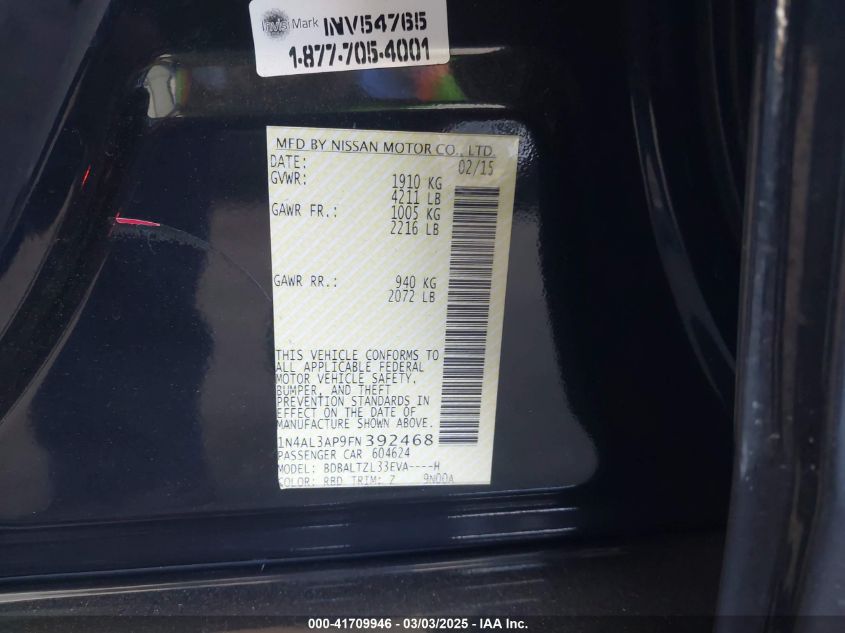 InvisiMark INV54765
1-877-705-4001
MFD BY NISSAN MOTOR CO., LTD.
DATE: 02/15
GVWR: 1910 KG
4211 LB
GAWR FR.: 1005 KG
2216 LB
GAWR RR.: 940 KG
2072 LB
THIS VEHICLE CONFORMS TO
ALL APPLICABLE FEDERAL
MOTOR VEHICLE SAFETY,
BUMPER, AND THEFT
PREVENTION STANDARDS IN
EFFECT ON THE DATE OF
MANUFACTURE SHOWN ABOVE.
1N4AL3AP9FN392468
PASSENGER CAR 604624
MODEL: BDBALTZL33EVA----H
COLOR: RBD TRIM: Z 9N00A
000-41709946 - 03/03/2025 - IAA Inc.